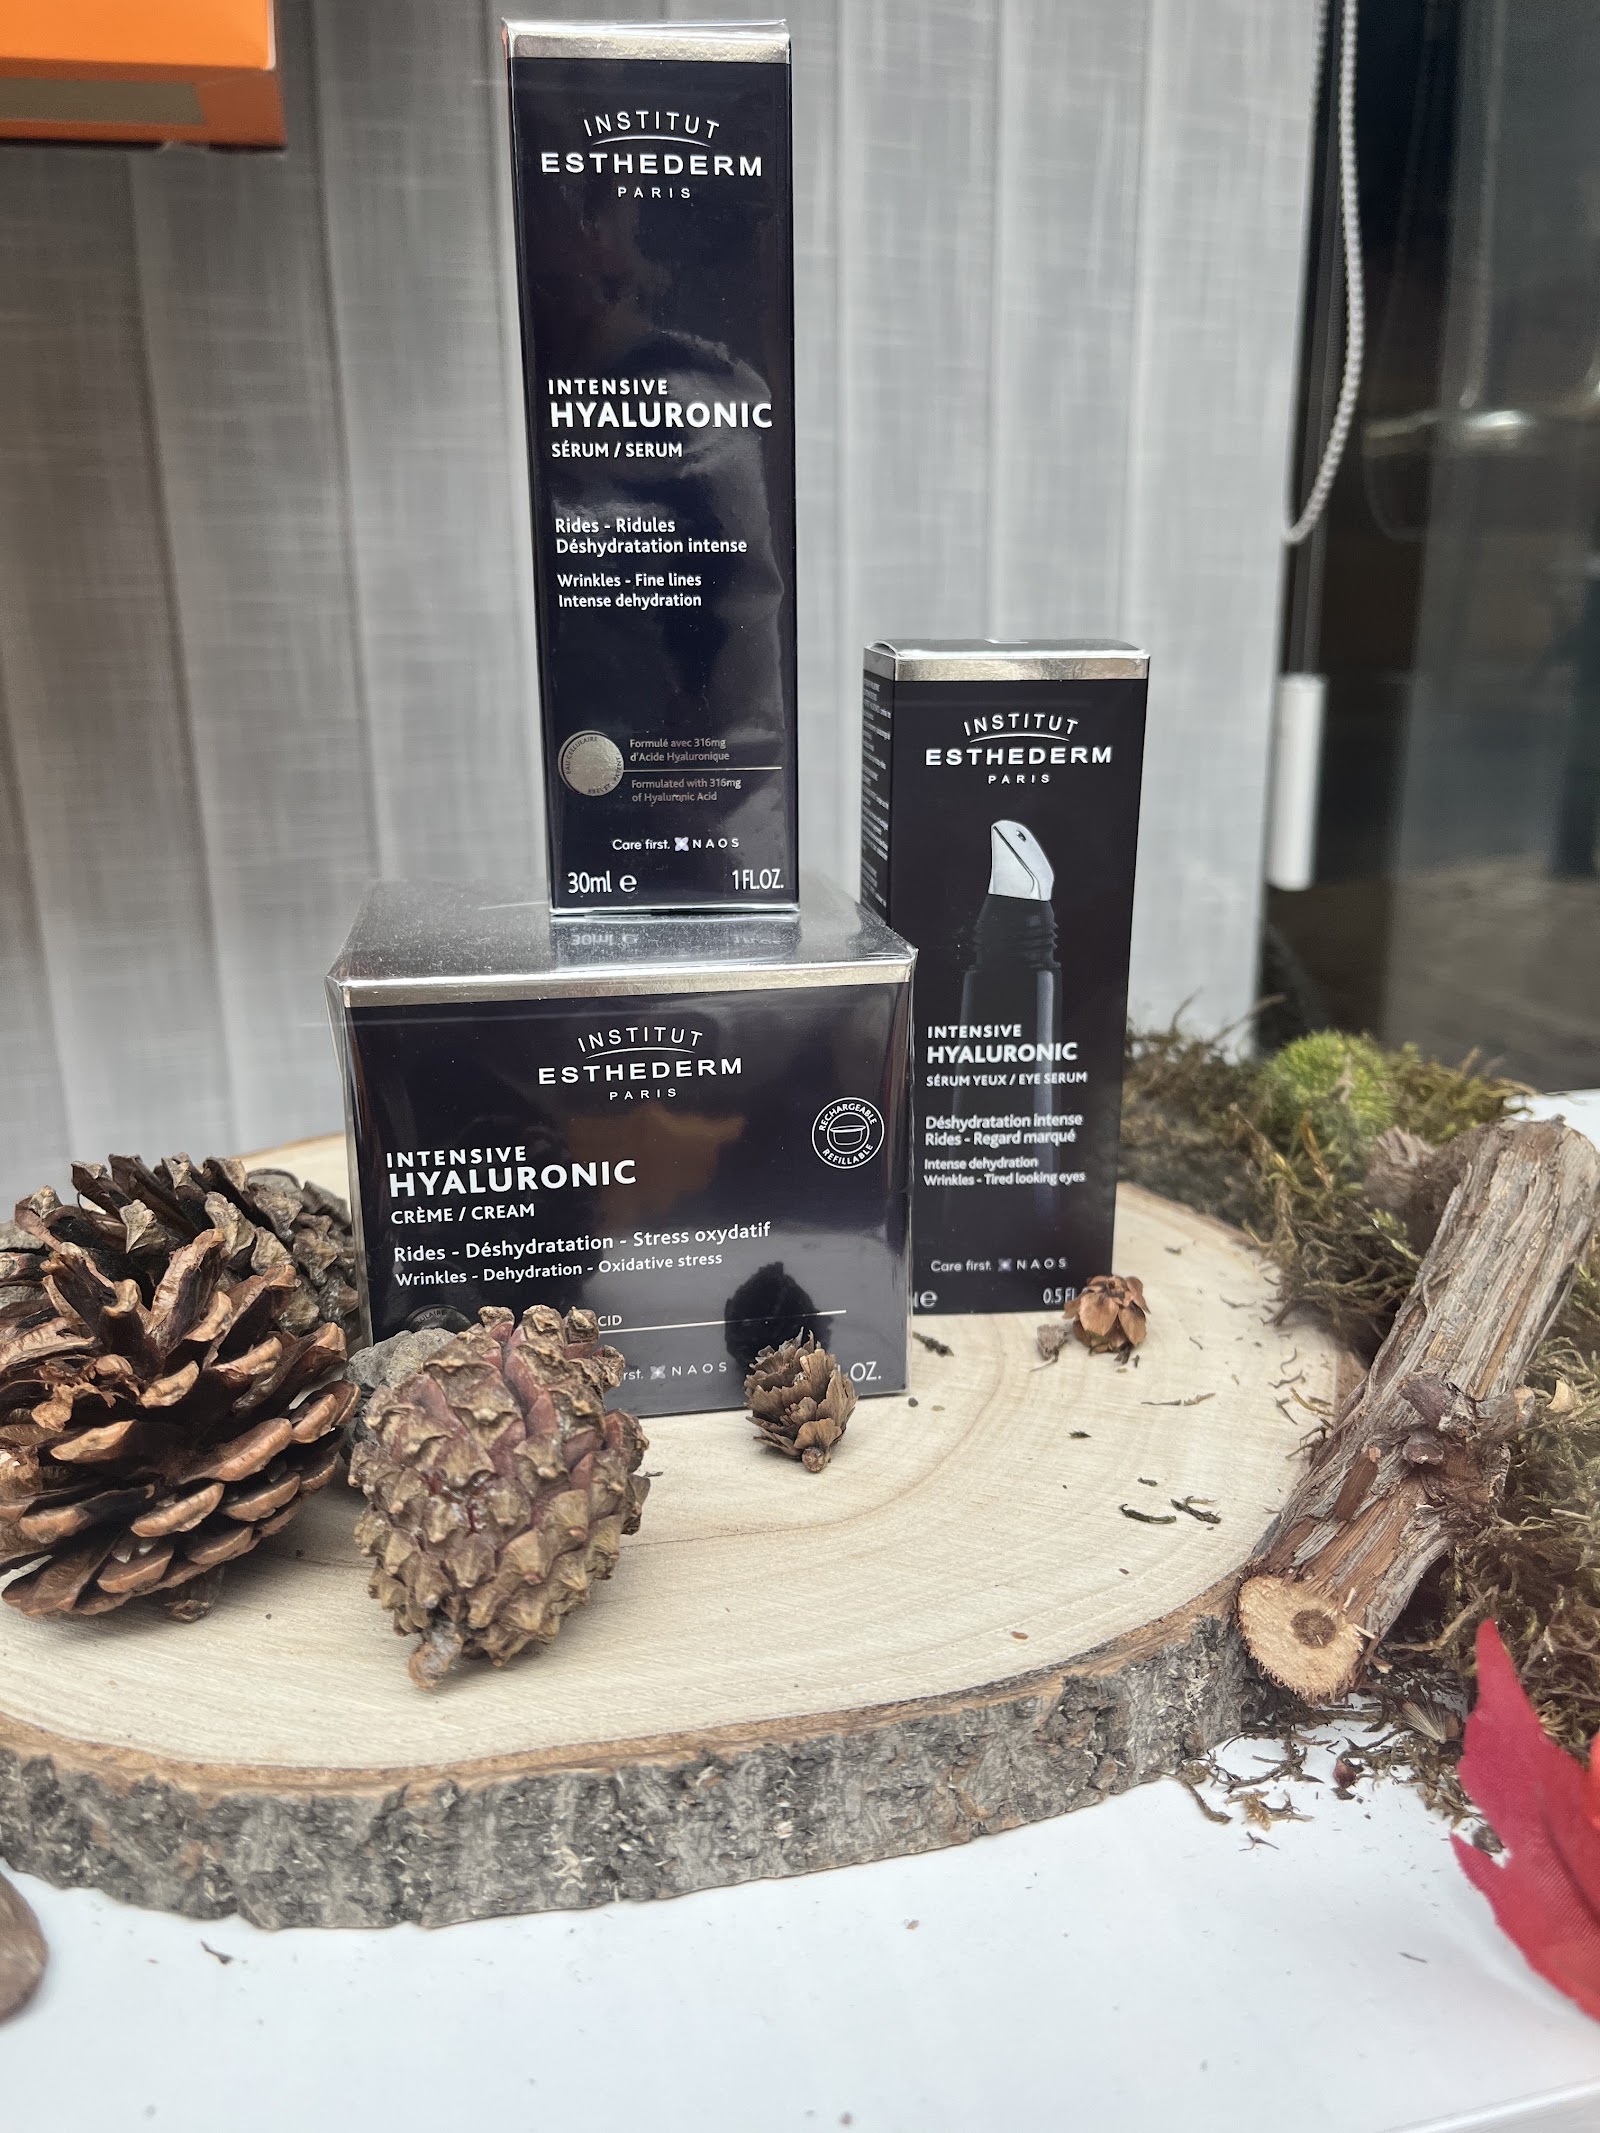 INSTITUT
ESTHEDERM
PARIS
INTENSIVE
HYALURONIC
SÉRUM / SERUM
Rides - Ridules
Déshydratation intense
Wrinkles - Fine lines
Intense dehydration
EAU CELLULAIRE
Formulé avec 316mg
d'Acide Hyaluronique
Formulated with 316mg
of Hyaluronic Acid
Care first. NAOS
30ml e 1 FL.OZ.
INSTITUT
ESTHEDERM
PARIS
RECHARGEABLE
REFILLABLE
INTENSIVE
HYALURONIC
CRÈME / CREAM
Rides - Déshydratation - Stress oxydatif
Wrinkles - Dehydration - Oxidative stress
CID
rst. NAOS
OZ.
INSTITUT
ESTHEDERM
PARIS
INTENSIVE
HYALURONIC
SÉRUM YEUX / EYE SERUM
Déshydratation intense
Rides - Regard marqué
Intense dehydration
Wrinkles - Tired looking eyes
Care first. NAOS
e 0.5 FL